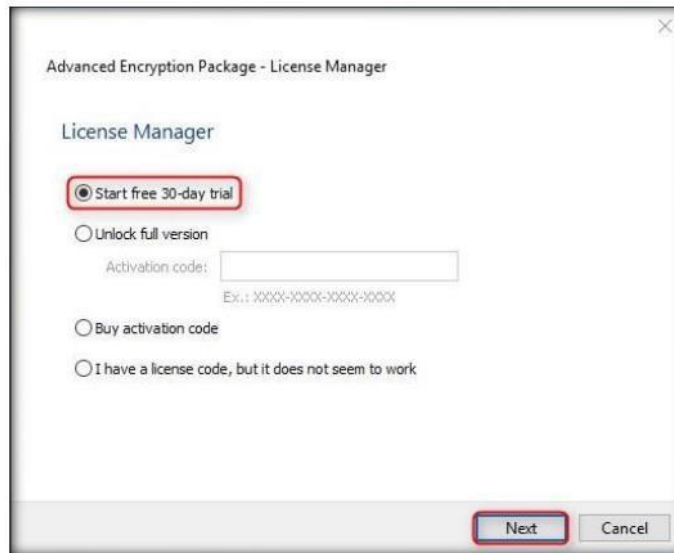 Advanced Encryption Package - License Manager
License Manager
Start free 30-day trial
Unlock full version
Activation code:
Ex.: XXXX-XXXX-XXXX-XXXX
Buy activation code
I have a license code, but it does not seem to work
Next Cancel